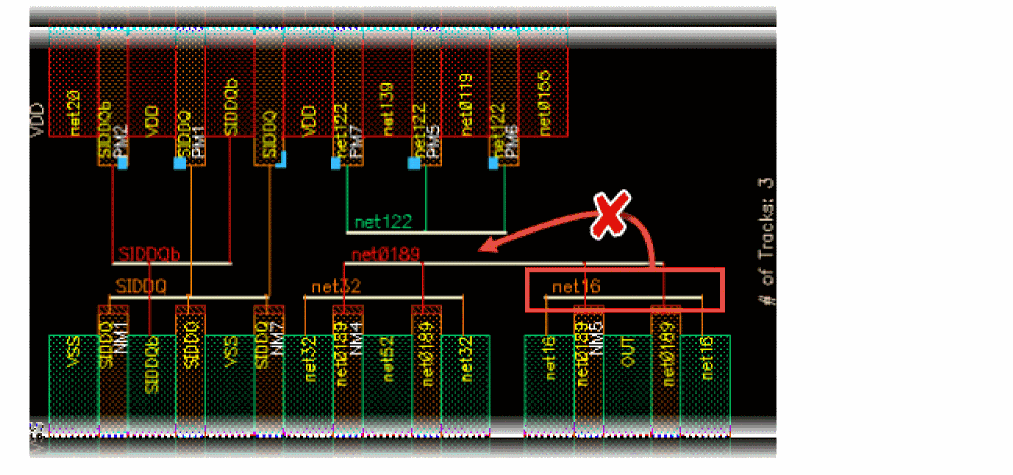 VDD
net20
SIDDQb
PM2
VDD
SIDDQ
PM1
SIDDQb
SIDDQ
VDD
net122
PM7
net139
net122
PM5
net0119
net122
PM6
net0155
net122
# of Tracks: 3
SIDDQb
net0189
SIDDQ
net32
net16
VSS
SIDDQ
NM1
SIDDQb
SIDDQ
VSS
SIDDQ
NM7
net32
net0189
NM4
net52
net0189
net32
net16
net0189
NM5
OUT
net0189
net16